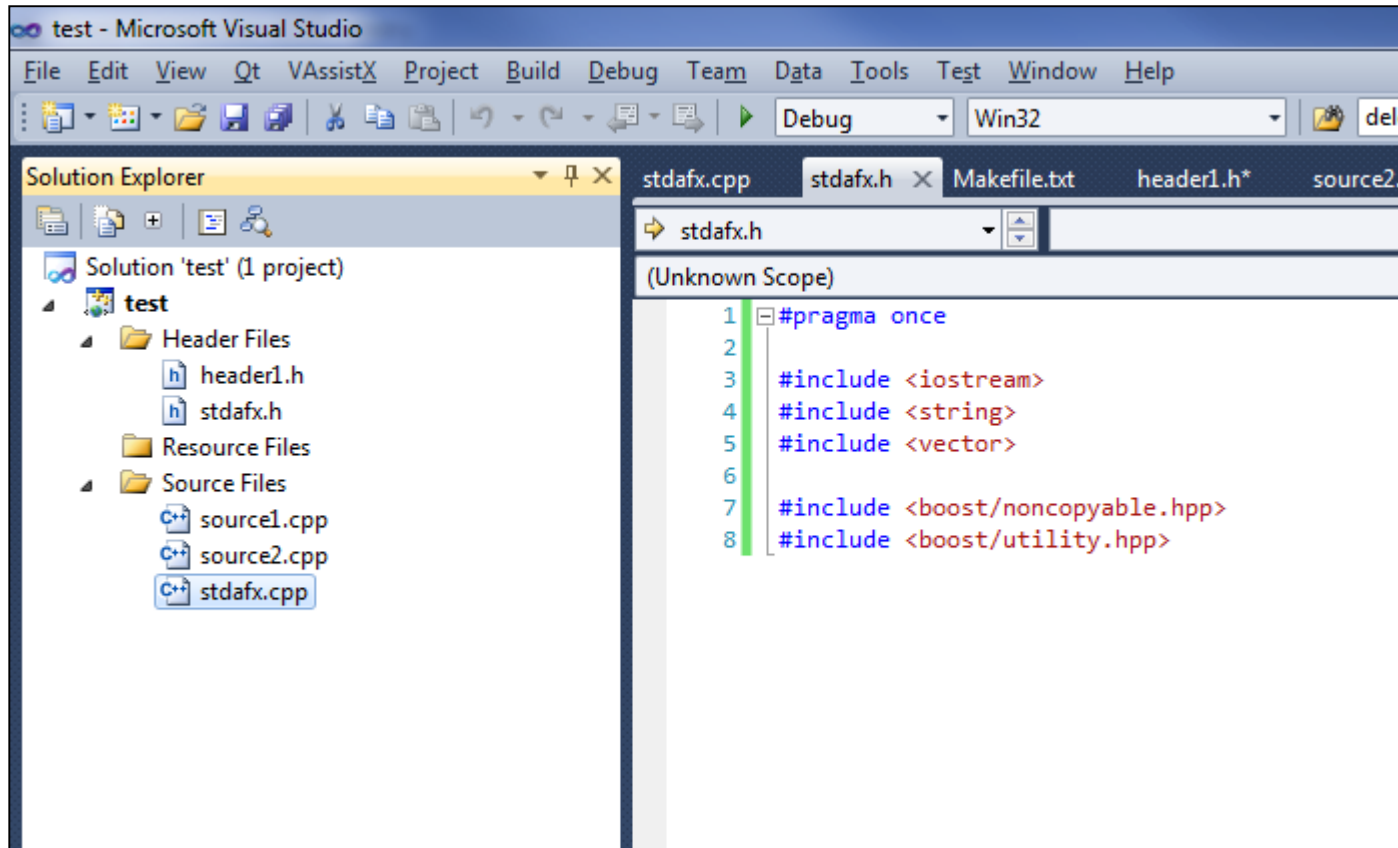 test - Microsoft Visual Studio
File Edit View Qt VAssistX Project Build Debug Team Data Tools Test Window Help
Debug Win32 del
Solution Explorer
stdafx.cpp stdafx.h Makefile.txt header1.h* source2.
stdafx.h
Solution 'test' (1 project)
(Unknown Scope)
test
1 #pragma once
Header Files
2
header1.h
3 #include <iostream>
stdafx.h
4 #include <string>
Resource Files
5 #include <vector>
Source Files
6
source1.cpp
7 #include <boost/noncopyable.hpp>
source2.cpp
8 #include <boost/utility.hpp>
stdafx.cpp